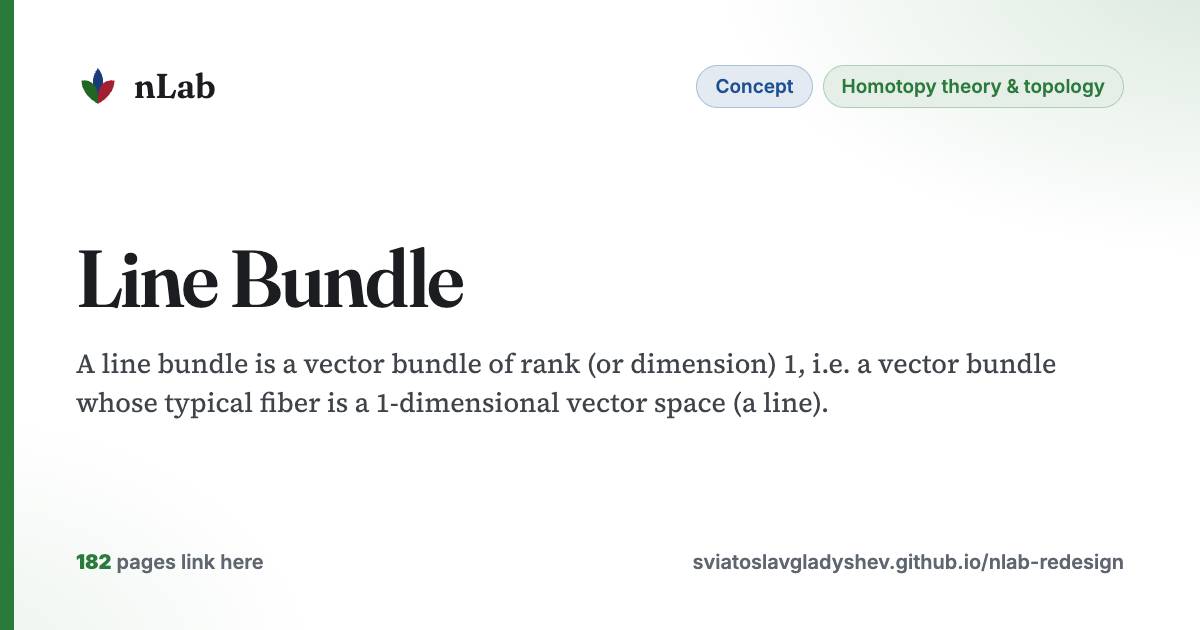 nLab
Concept
Homotopy theory & topology
Line Bundle
A line bundle is a vector bundle of rank (or dimension) 1, i.e. a vector bundle
whose typical fiber is a 1-dimensional vector space (a line).
182 pages link here
sviatoslavgladyshev.github.io/nlab-redesign